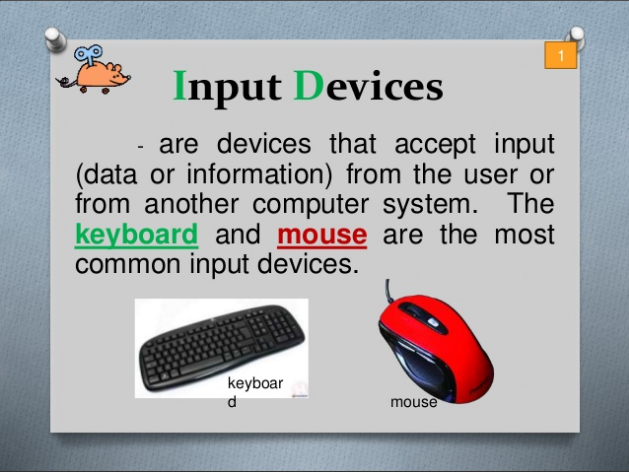 1
Input Devices
- are devices that accept input
(data or information) from the user or
from another computer system. The
keyboard and mouse are the most
common input devices.
keyboar
d
mouse